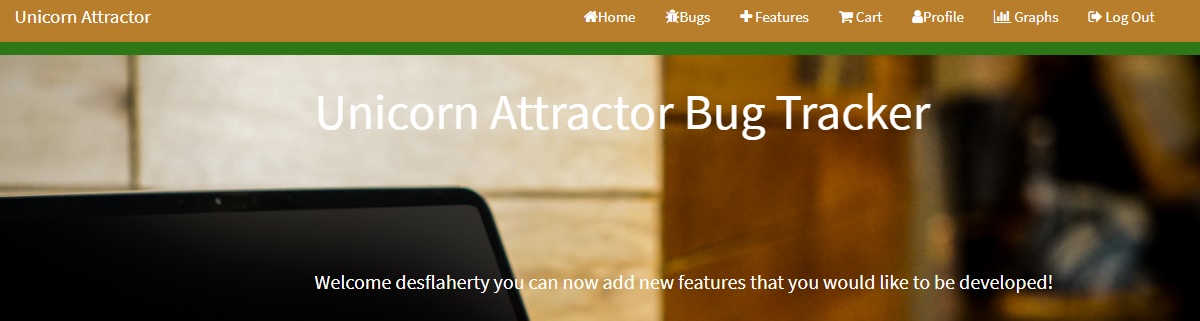 Unicorn Attractor Home Bugs Features Cart Profile Graphs Log Out
Unicorn Attractor Bug Tracker
Welcome desflaherty you can now add new features that you would like to be developed!